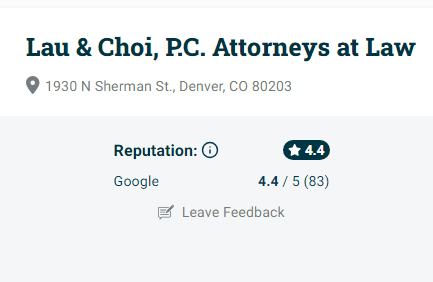 Lau & Choi, P.C. Attorneys at Law
1930 N Sherman St., Denver, CO 80203
Reputation: 4.4
Google 4.4 / 5 (83)
Leave Feedback